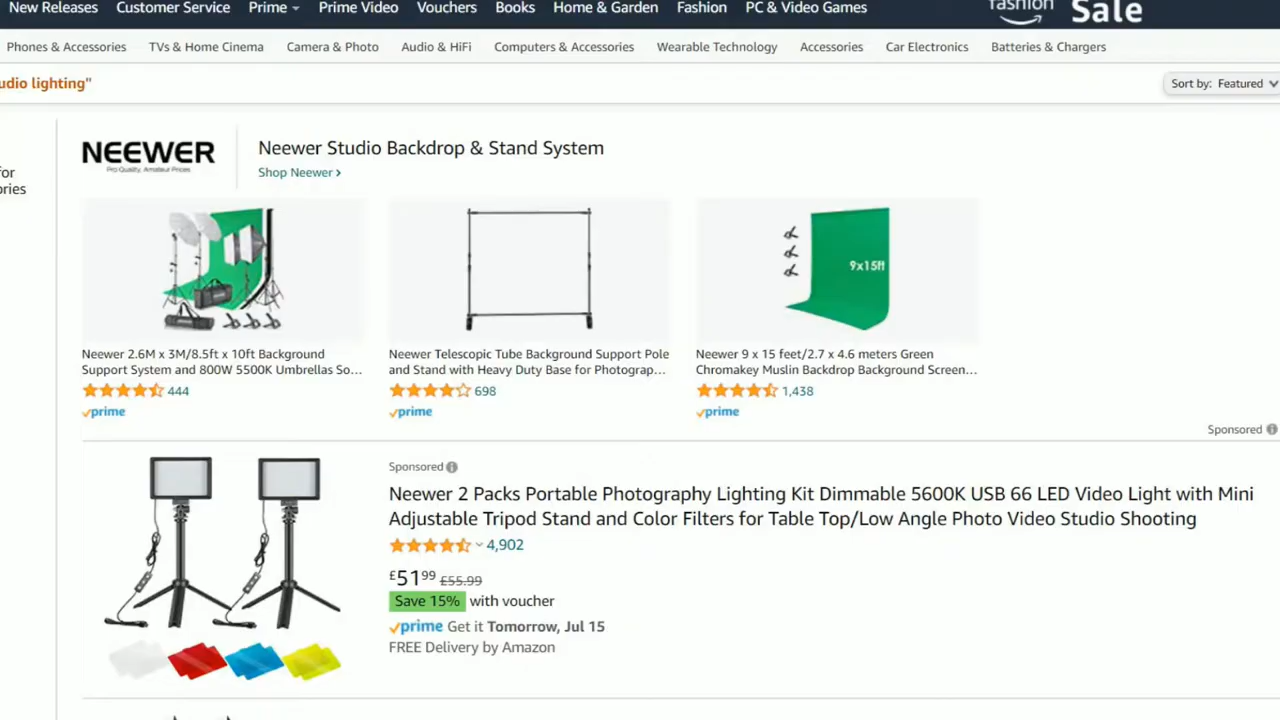 New Releases Customer Service Prime Prime Video Vouchers Books Home & Garden Fashion PC & Video Games fashion Sale
Phones & Accessories TVs & Home Cinema Camera & Photo Audio & HiFi Computers & Accessories Wearable Technology Accessories Car Electronics Batteries & Chargers
udio lighting"
Sort by: Featured
for
ories
NEEWER
Pro Quality, Amateur Prices
Neewer Studio Backdrop & Stand System
Shop Neewer ›
9x15ft
Neewer 2.6M x 3M/8.5ft x 10ft Background
Support System and 800W 5500K Umbrellas So…
444
prime
Neewer Telescopic Tube Background Support Pole
and Stand with Heavy Duty Base for Photograp…
698
prime
Neewer 9 x 15 feet/2.7 x 4.6 meters Green
Chromakey Muslin Backdrop Background Screen…
1,438
prime
Sponsored
Sponsored
Neewer 2 Packs Portable Photography Lighting Kit Dimmable 5600K USB 66 LED Video Light with Mini
Adjustable Tripod Stand and Color Filters for Table Top/Low Angle Photo Video Studio Shooting
4,902
£51.99 £55.99
Save 15% with voucher
prime Get it Tomorrow, Jul 15
FREE Delivery by Amazon